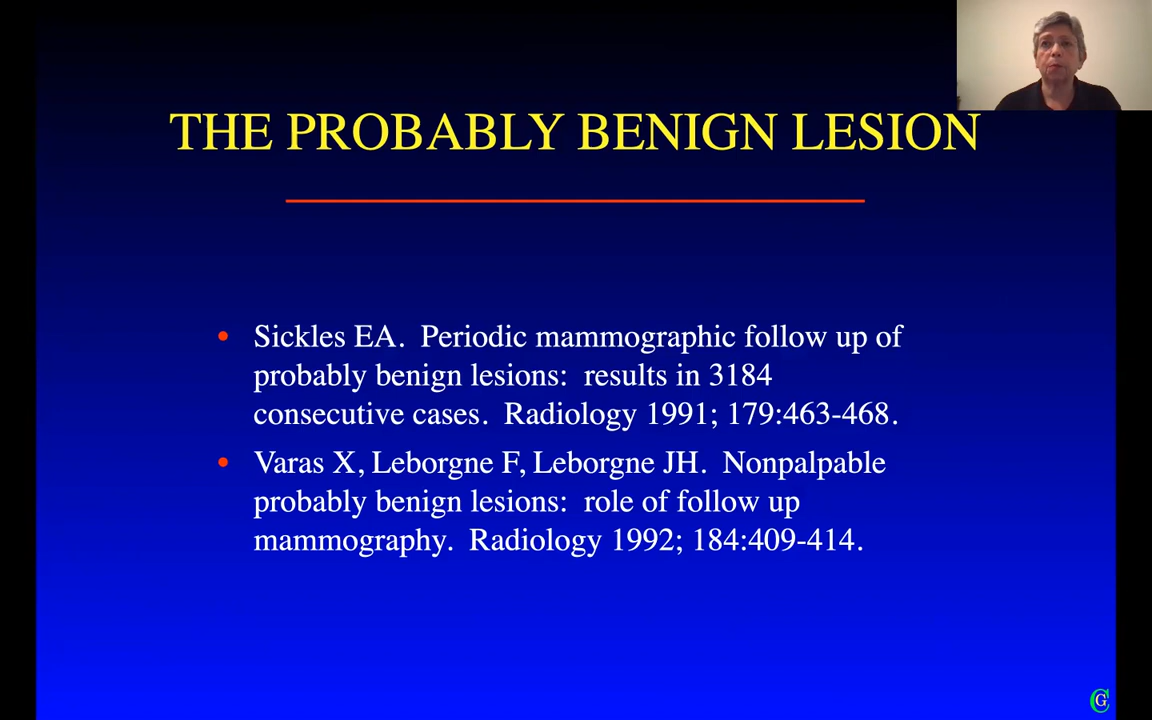 THE PROBABLY BENIGN LESION
• Sickles EA. Periodic mammographic follow up of
probably benign lesions: results in 3184
consecutive cases. Radiology 1991; 179:463-468.
• Varas X, Leborgne F, Leborgne JH. Nonpalpable
probably benign lesions: role of follow up
mammography. Radiology 1992; 184:409-414.
CG